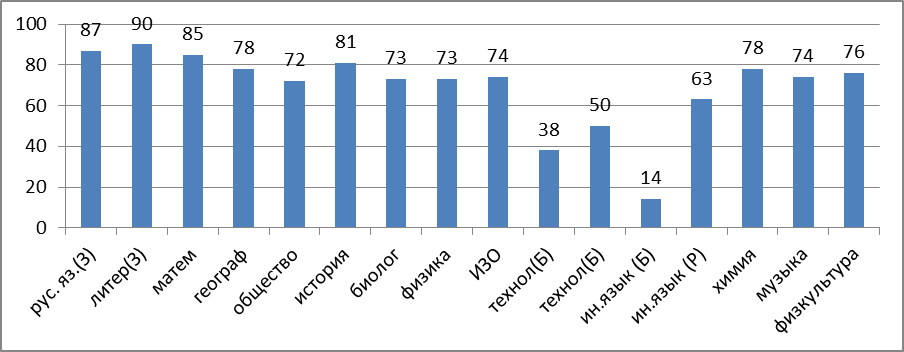 100
80
60
40
20
0
87
90
85
78
72
81
73
73
74
38
50
14
63
78
74
76
рус. яз.(З)
литер(З)
матем
географ
общество
история
биолог
физика
ИЗО
технол(Б)
технол(Б)
ин.язык (Б)
ин.язык (Р)
химия
музыка
физкультура